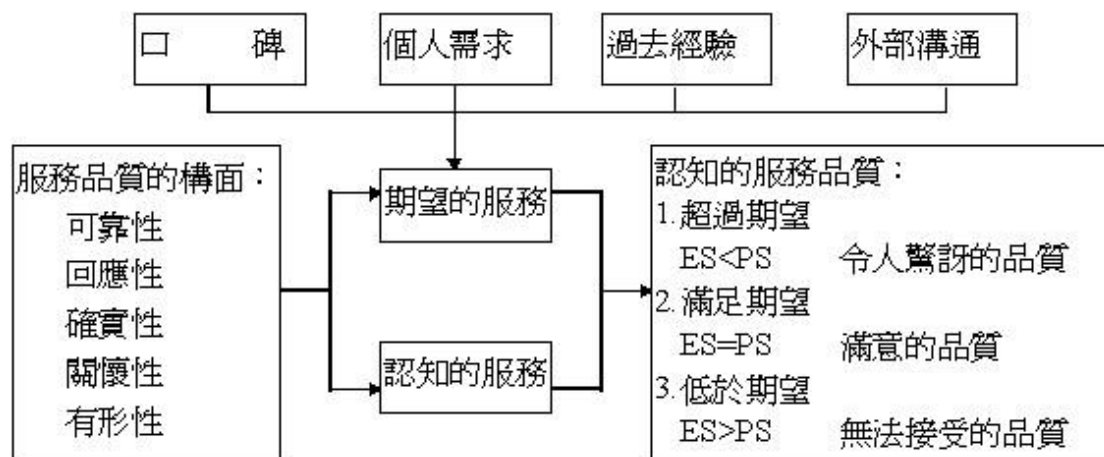 口 碑
個人需求
過去經驗
外部溝通
服務品質的構面：
可靠性
回應性
確實性
關懷性
有形性
期望的服務
認知的服務
認知的服務品質：
1.超過期望
ES<PS 令人驚訝的品質
2.滿足期望
ES=PS 滿意的品質
3.低於期望
ES>PS 無法接受的品質